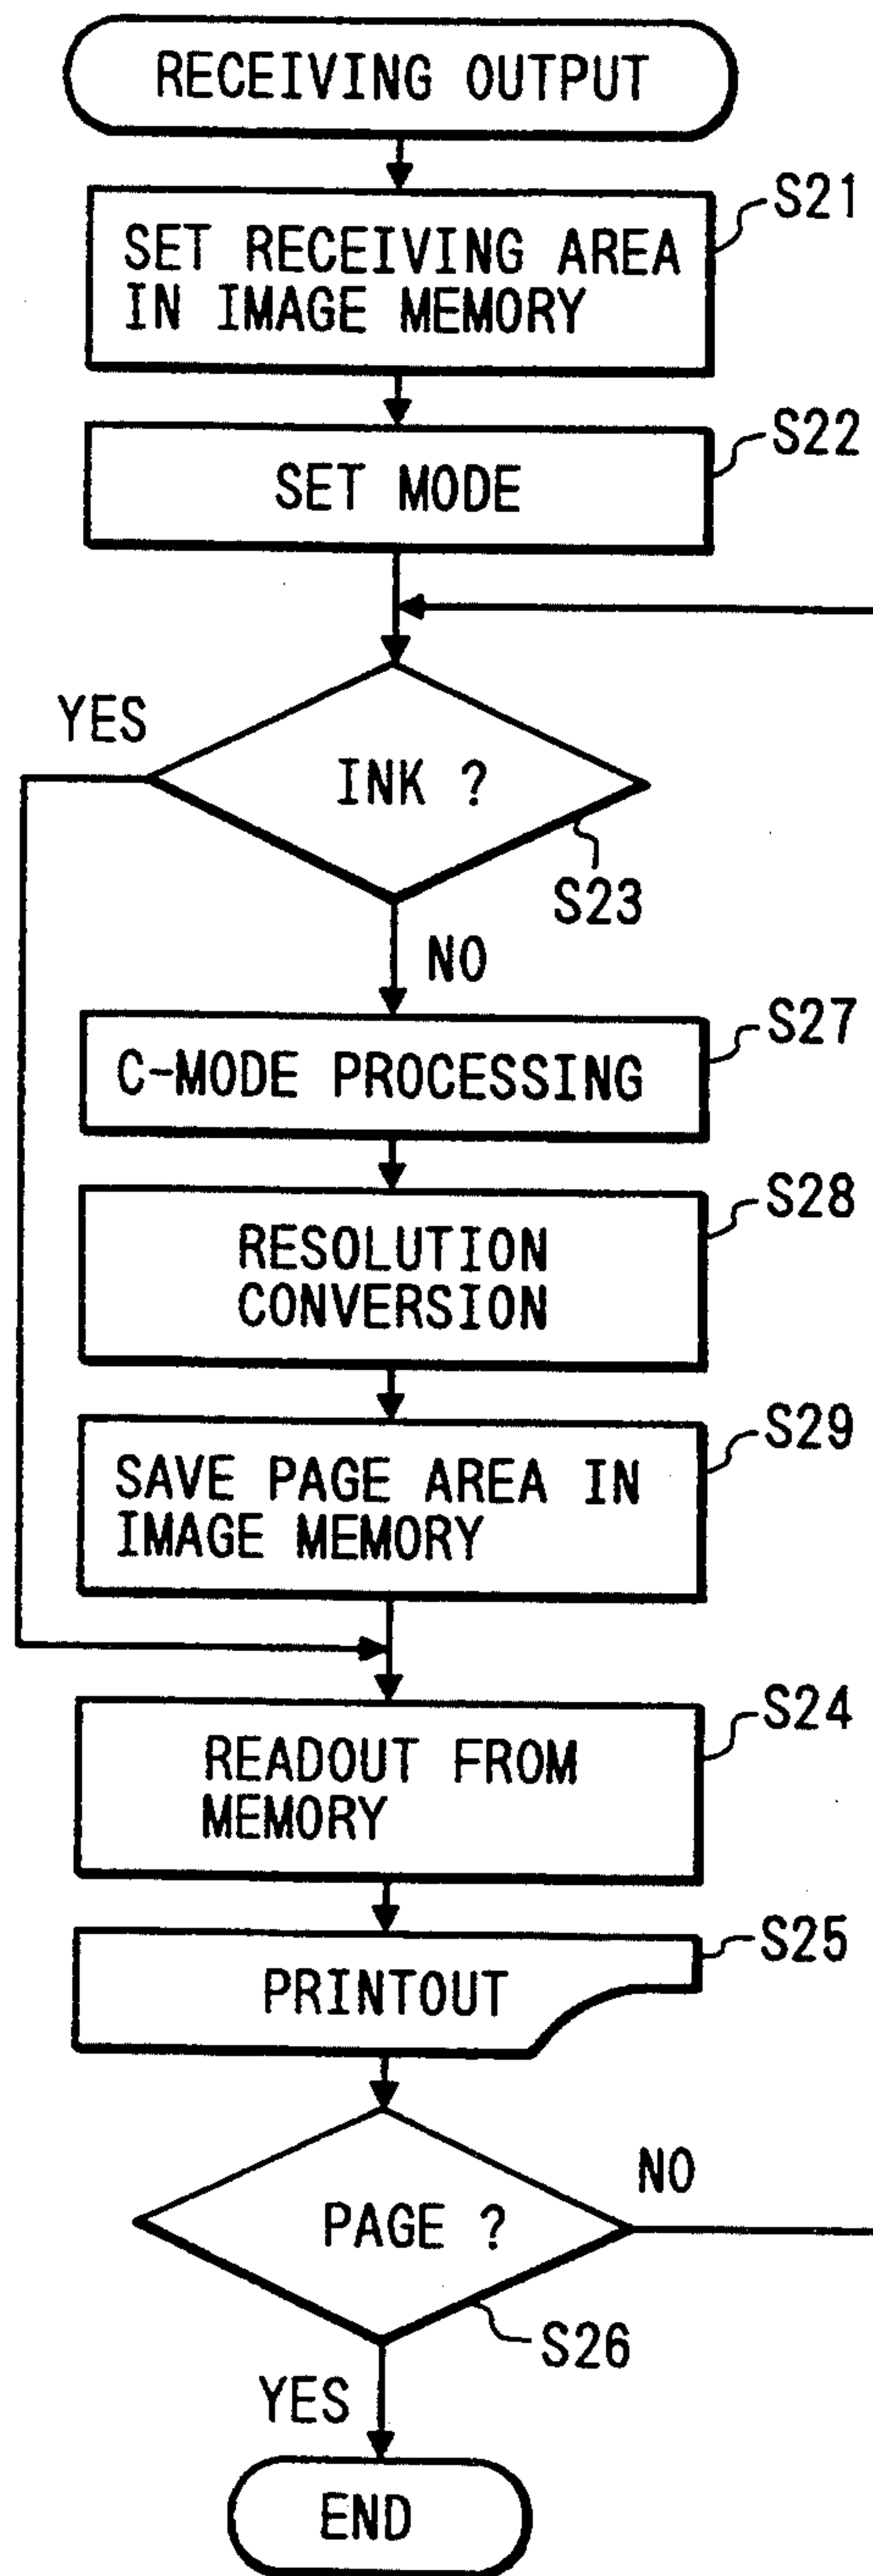 RECEIVING OUTPUT
S21
SET RECEIVING AREA
IN IMAGE MEMORY
S22
SET MODE
YES
INK ?
S23
NO
S27
C-MODE PROCESSING
S28
RESOLUTION
CONVERSION
S29
SAVE PAGE AREA IN
IMAGE MEMORY
S24
READOUT FROM
MEMORY
S25
PRINTOUT
NO
PAGE ?
S26
YES
END